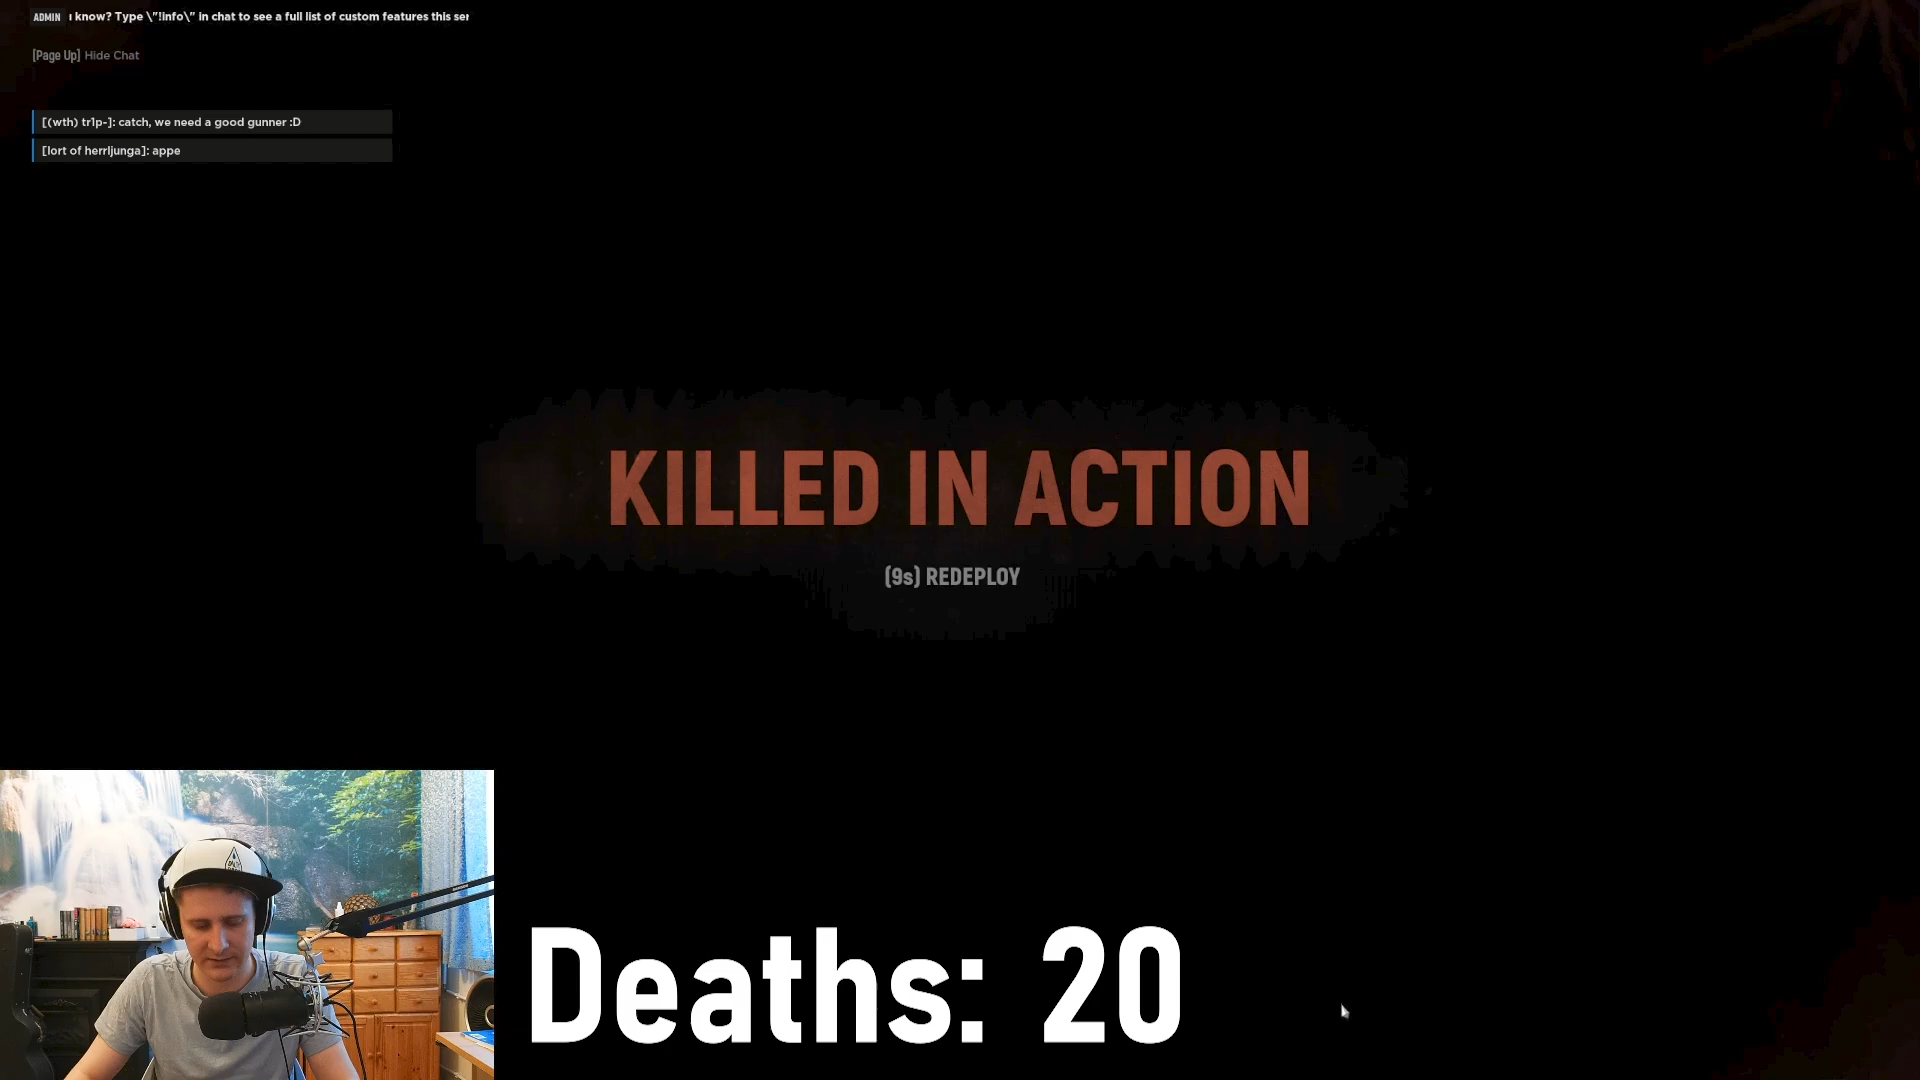 ADMIN ı know? Type \"!info\" in chat to see a full list of custom features this ser
[Page Up] Hide Chat
[(wth) tr1p-]: catch, we need a good gunner :D
[lort of herrljunga]: appe
KILLED IN ACTION
(9s) REDEPLOY
Deaths: 20